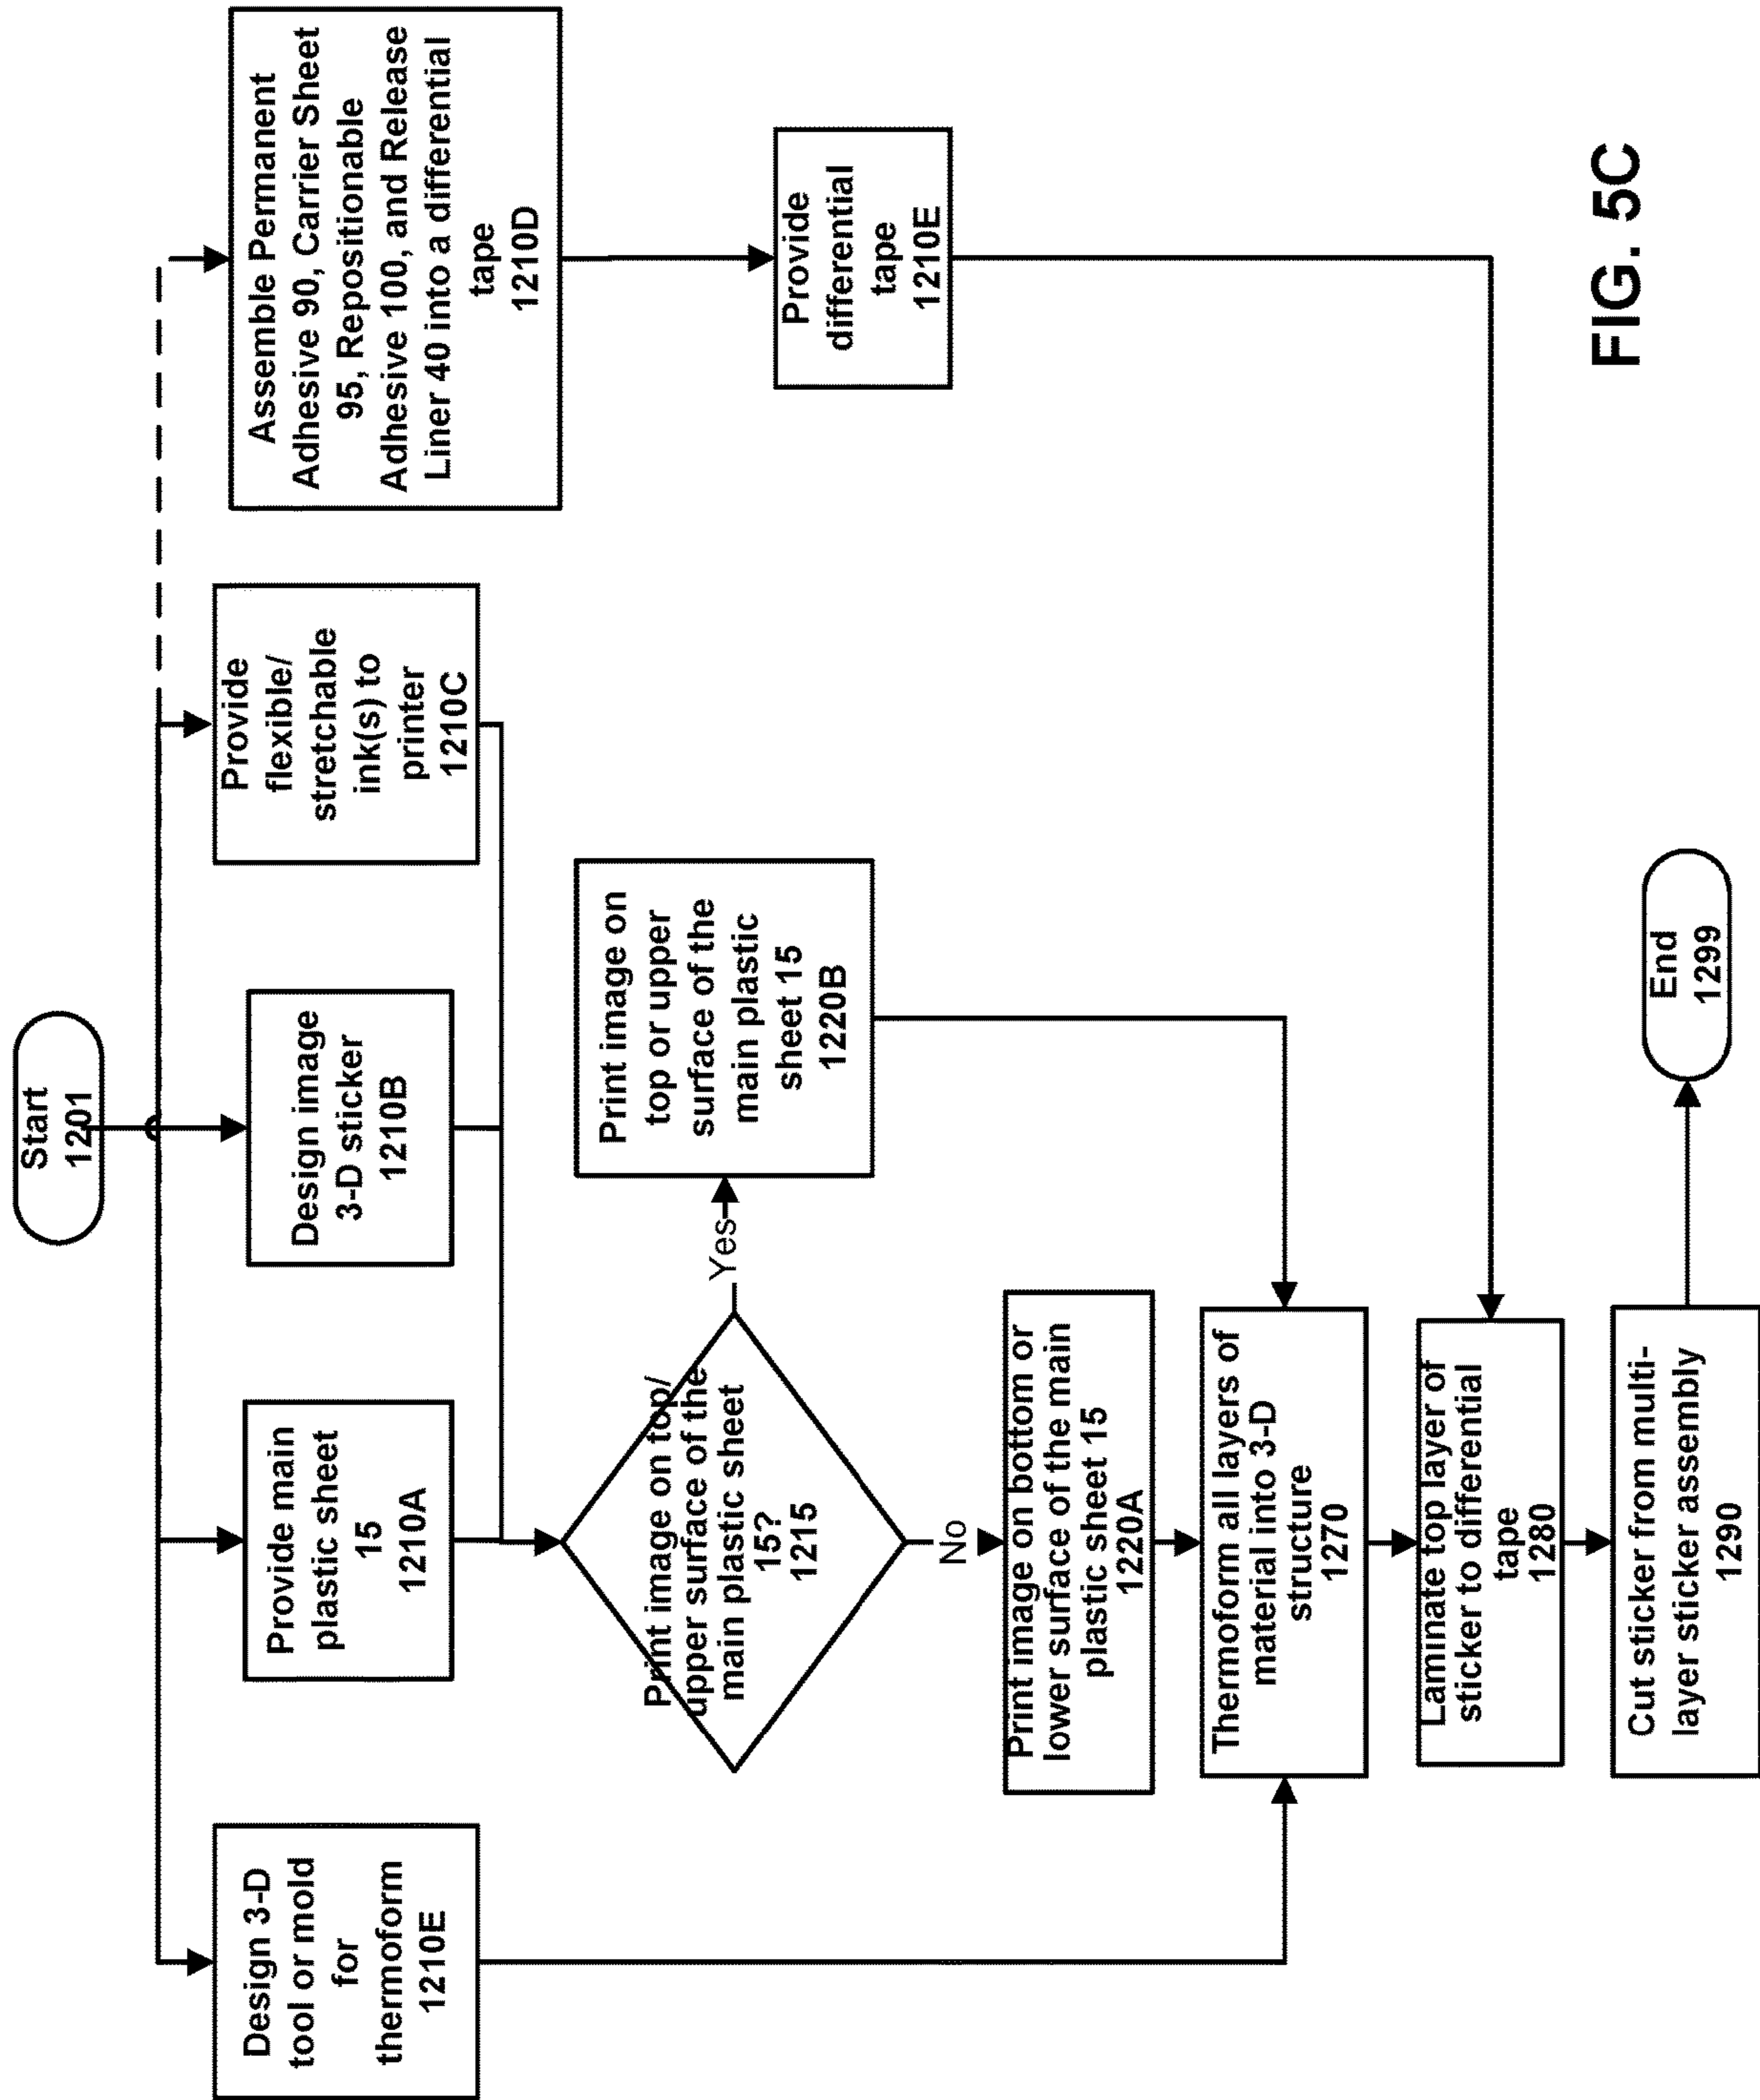 Start
1201
Design 3-D
tool or mold
for
thermoform
1210E
Provide main
plastic sheet
15
1210A
Design image
3-D sticker
1210B
Provide
flexible/
stretchable
ink(s) to
printer
1210C
Assemble Permanent
Adhesive 90, Carrier Sheet
95, Repositionable
Adhesive 100, and Release
Liner 40 into a differential
tape
1210D
Print image on top/
upper surface of the
main plastic sheet
15?
1215
Yes
Print image on
top or upper
surface of the
main plastic
sheet 15
1220B
Provide
differential
tape
1210E
No
Print image on bottom or
lower surface of the main
plastic sheet 15
1220A
Thermoform all layers of
material into 3-D
structure
1270
Laminate top layer of
sticker to differential
tape
1280
Cut sticker from multi-
layer sticker assembly
1290
End
1299
FIG. 5C